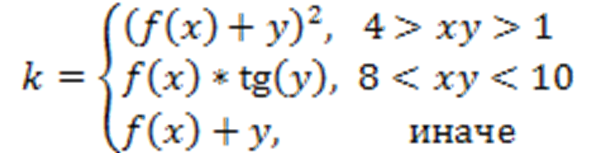 (f(x) + y)², 4 > xy > 1
k = { f(x) * tg(y), 8 < xy < 10
f(x) + y, иначе